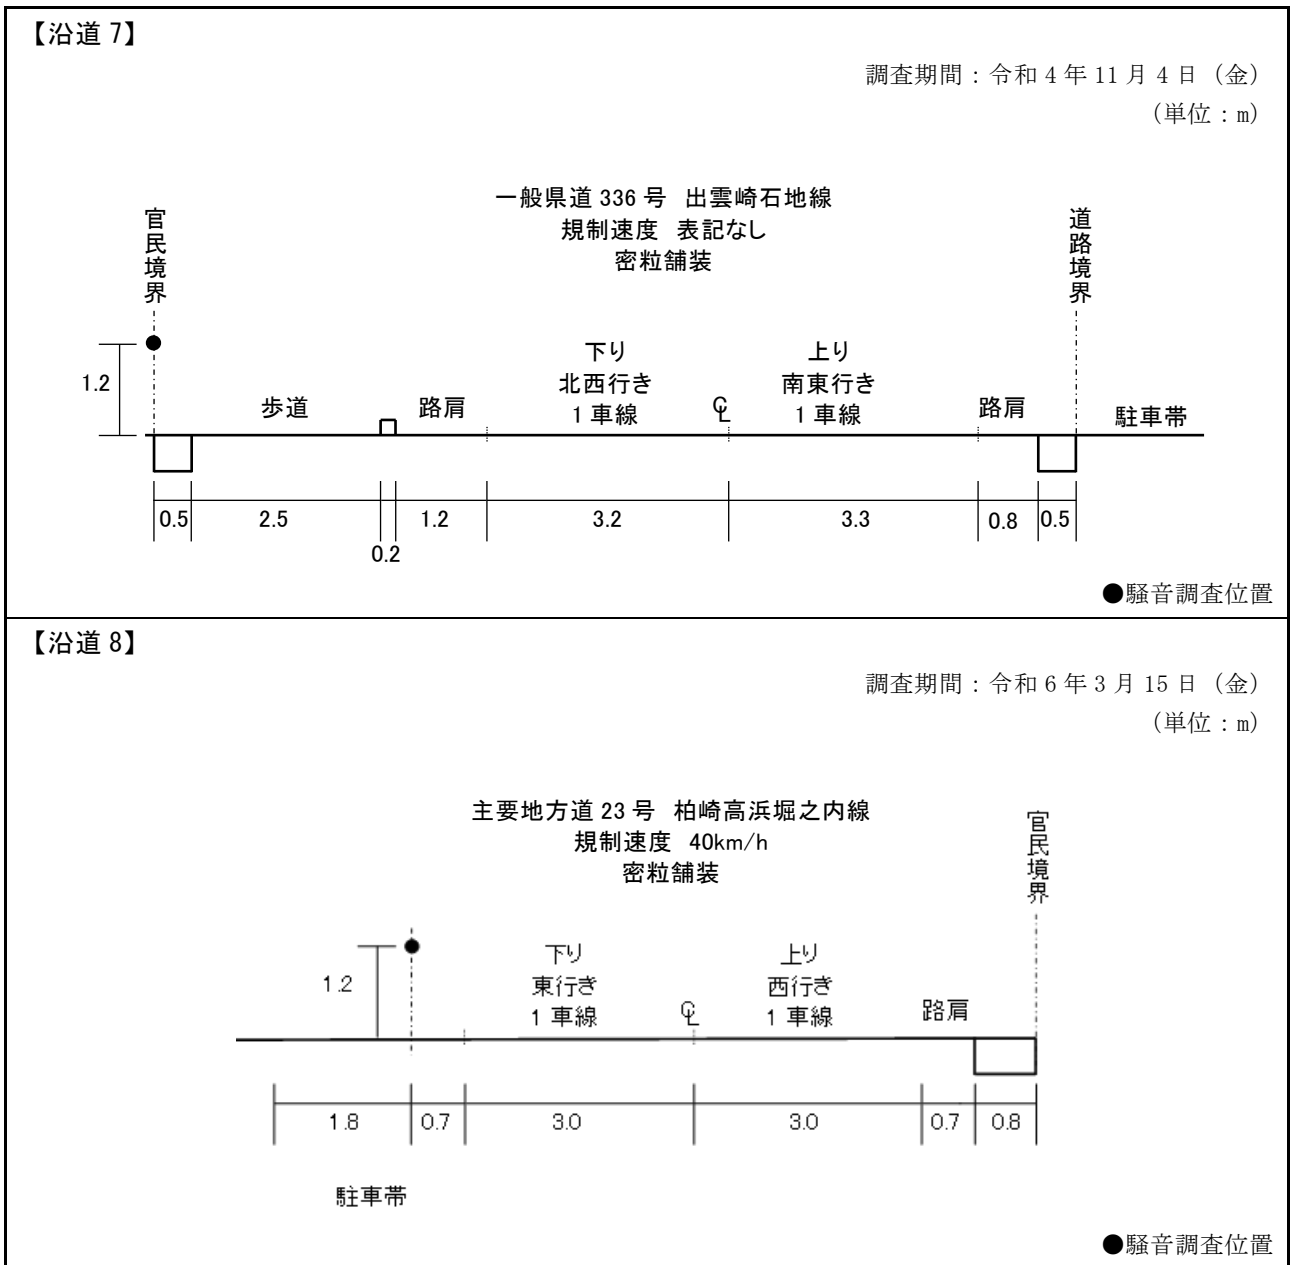 【沿道 7】
調査期間：令和 4 年 11 月 4 日（金）
（単位：m）
一般県道 336 号 出雲崎石地線
規制速度 表記なし
密粒舗装
官民境界
道路境界
1.2
歩道
路肩
下り
北西行き
1 車線
℄
上り
南東行き
1 車線
路肩
駐車帯
0.5
2.5
0.2
1.2
3.2
3.3
0.8
0.5
●騒音調査位置
【沿道 8】
調査期間：令和 6 年 3 月 15 日（金）
（単位：m）
主要地方道 23 号 柏崎高浜堀之内線
規制速度 40km/h
密粒舗装
官民境界
1.2
下り
東行き
1 車線
℄
上り
西行き
1 車線
路肩
1.8
0.7
3.0
3.0
0.7
0.8
駐車帯
●騒音調査位置